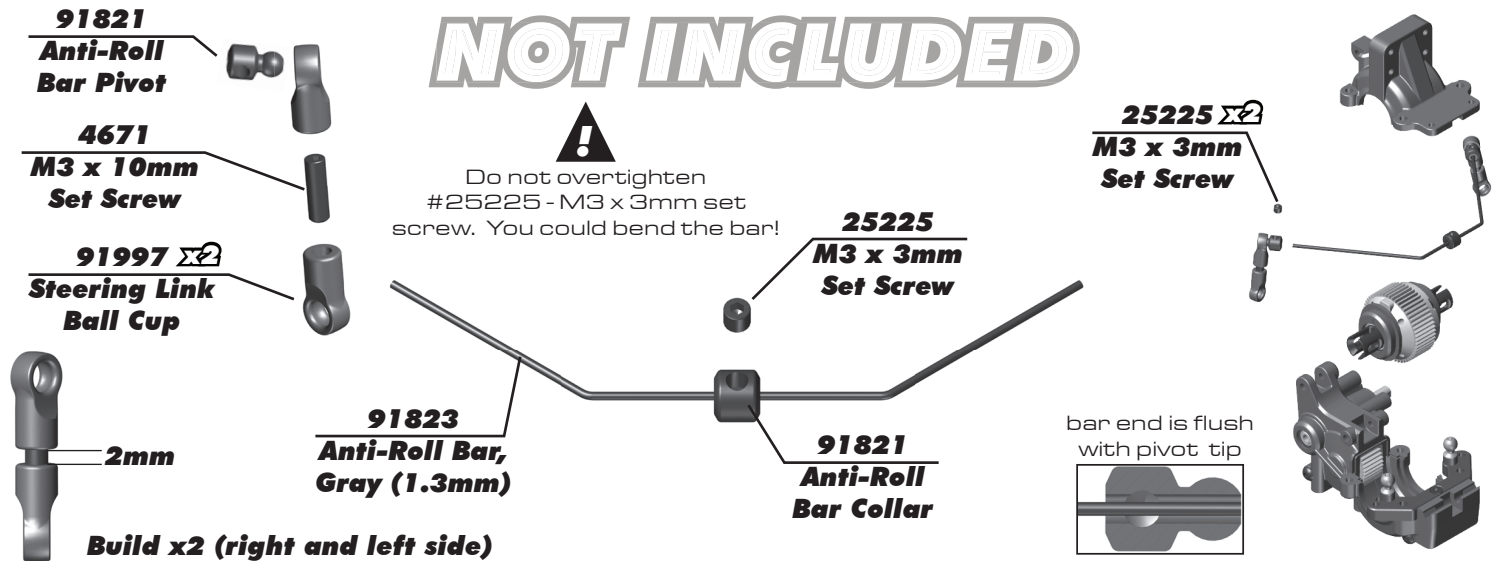 NOT INCLUDED
91821
Anti-Roll
Bar Pivot
4671
M3 x 10mm
Set Screw
91997 x2
Steering Link
Ball Cup
2mm
Build x2 (right and left side)
!
Do not overtighten
#25225 - M3 x 3mm set
screw. You could bend the bar!
25225
M3 x 3mm
Set Screw
91823
Anti-Roll Bar,
Gray (1.3mm)
91821
Anti-Roll
Bar Collar
25225 x2
M3 x 3mm
Set Screw
bar end is flush
with pivot tip